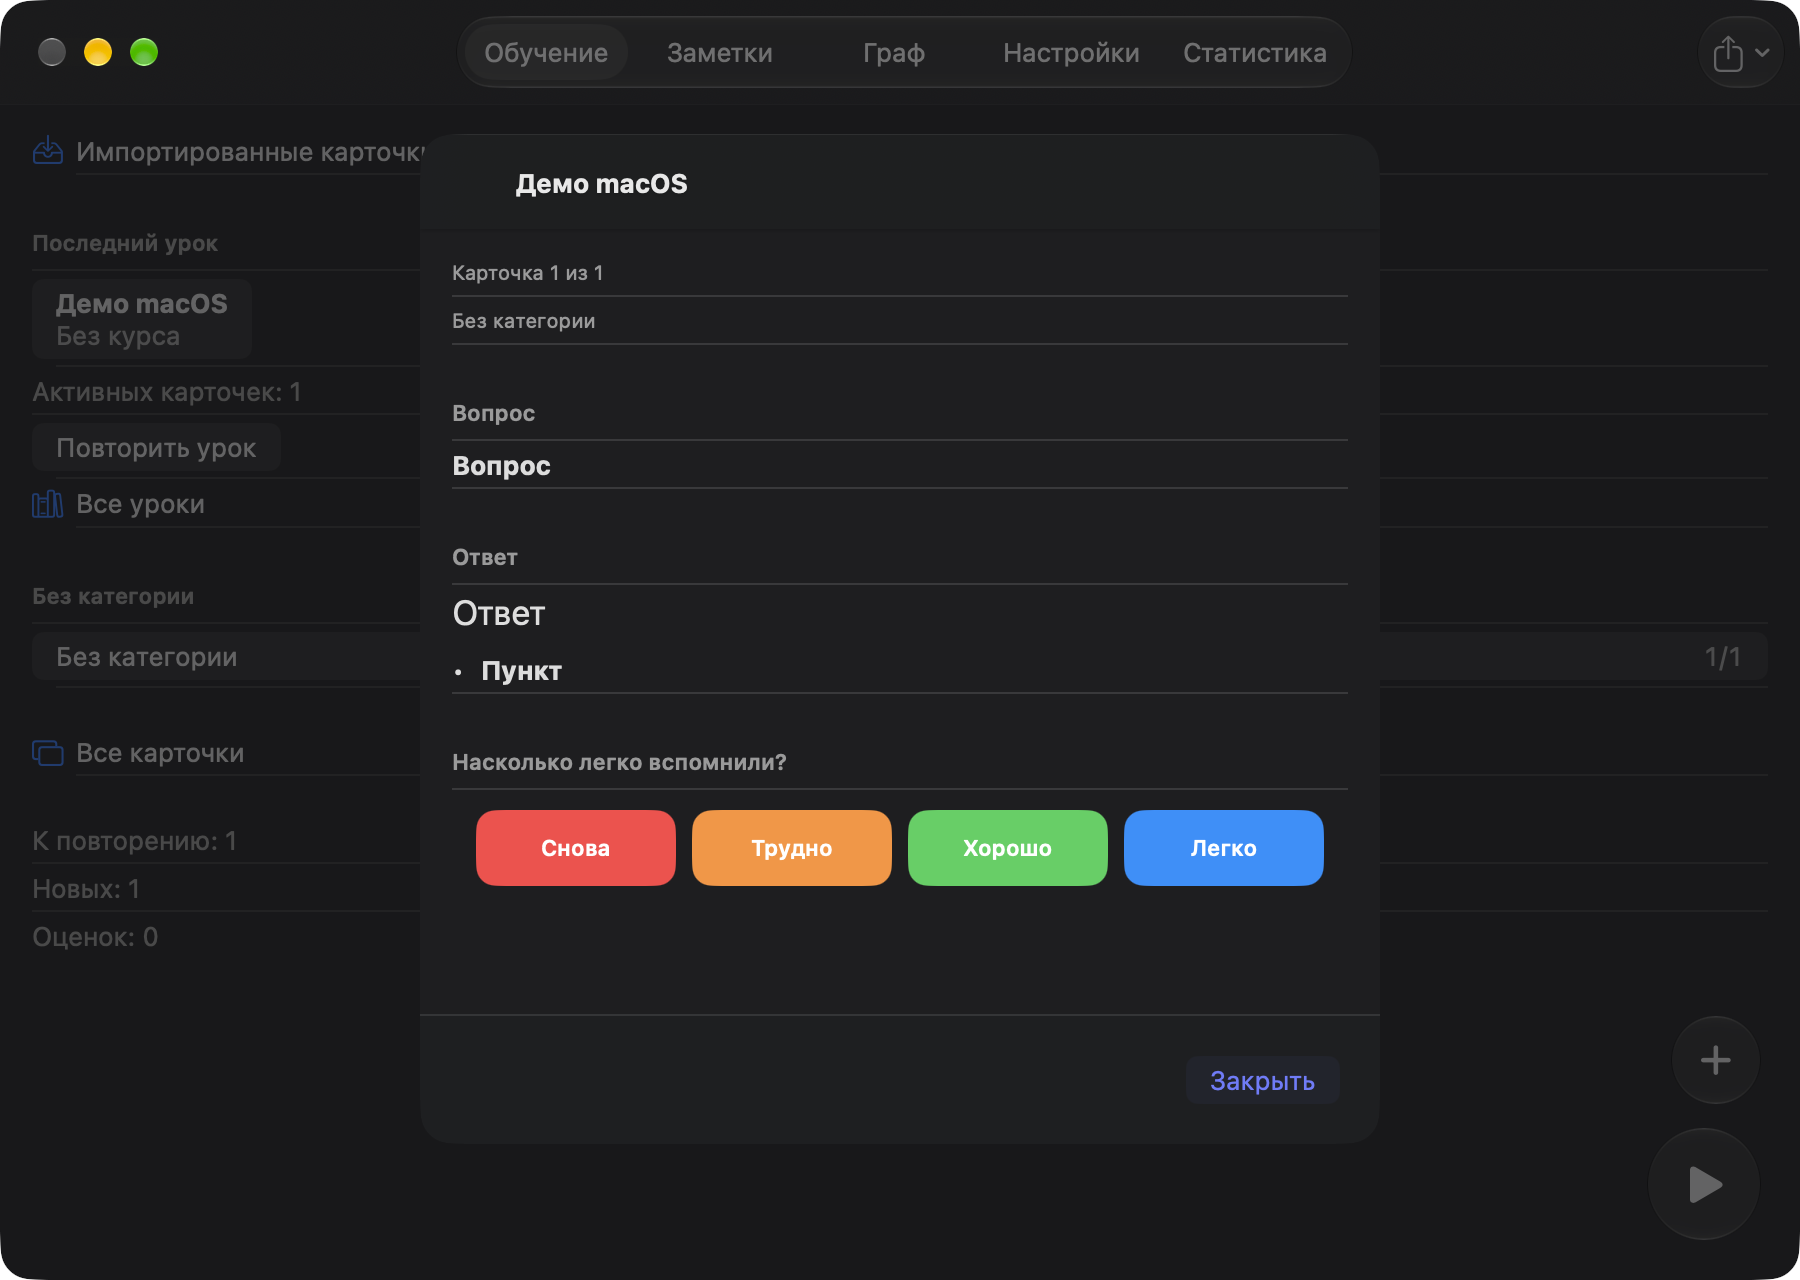 Обучение
Заметки
Граф
Настройки
Статистика
Импортированные карточки
Последний урок
Демо macOS
Без курса
Активных карточек: 1
Повторить урок
Все уроки
Без категории
Без категории
1/1
Все карточки
К повторению: 1
Новых: 1
Оценок: 0
Демо macOS
Карточка 1 из 1
Без категории
Вопрос
Вопрос
Ответ
Ответ
• Пункт
Насколько легко вспомнили?
Снова
Трудно
Хорошо
Легко
Закрыть